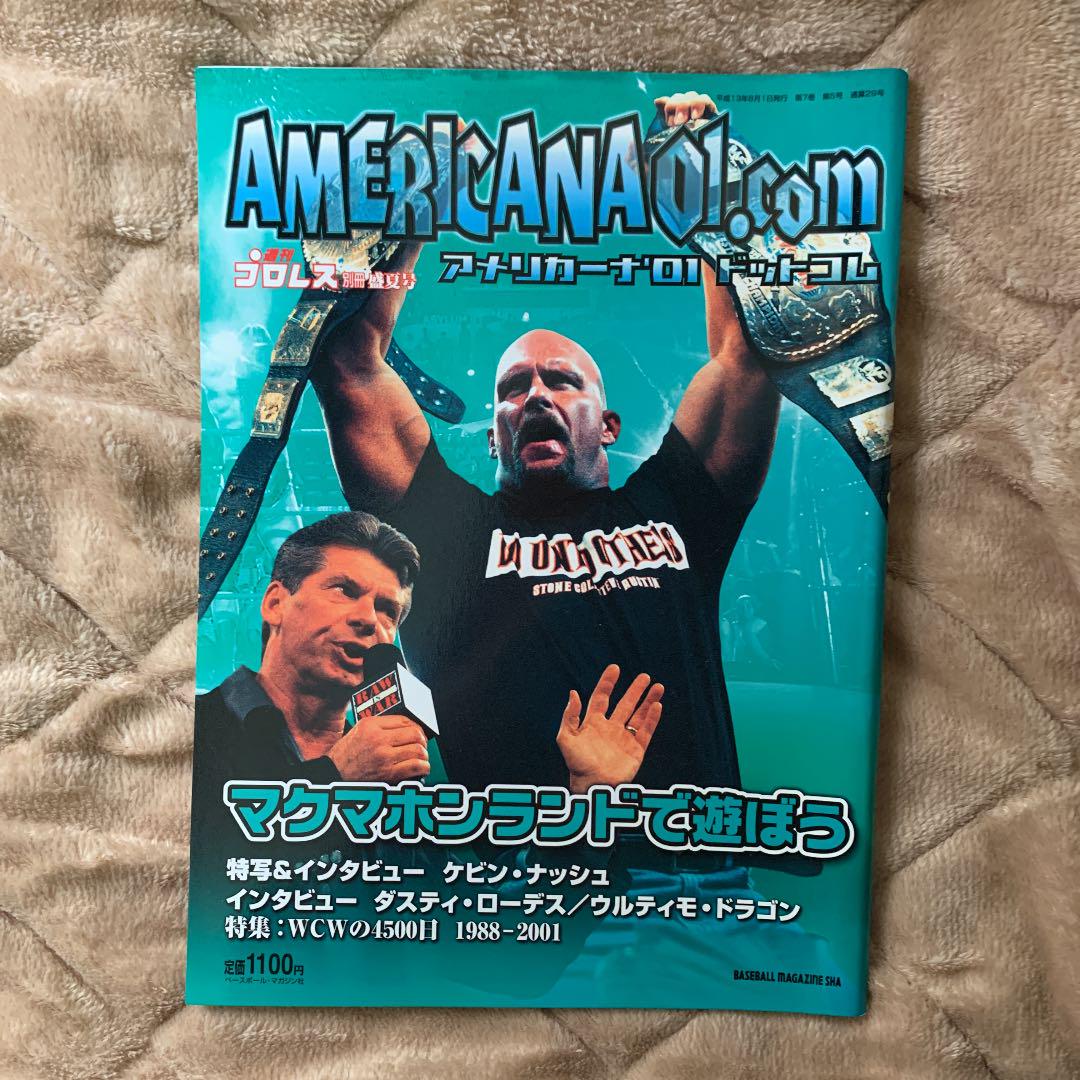 平成13年8月1日発行 第7巻 第5号 通算29号
AMERICANA01.com
週刊プロレス 別冊 盛夏号 アメリカーナ'01 ドットコム
STONE COLD STEVE AUSTIN
RAW
IS
WAR
マクマホンランドで遊ぼう
特写&インタビュー ケビン・ナッシュ
インタビュー ダスティ・ローデス／ウルティモ・ドラゴン
特集：WCWの4500日 1988-2001
定価1100円
ベースボール・マガジン社
BASEBALL MAGAZINE SHA